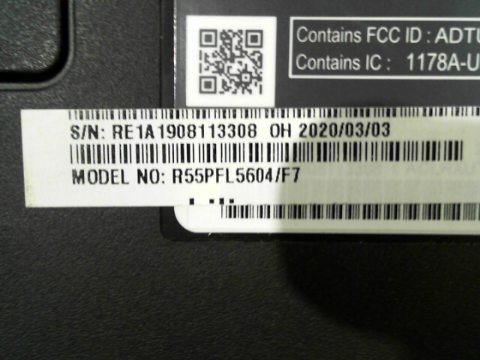 Contains FCC ID : ADTU
Contains IC : 1178A-U
S/N: RE1A1908113308 OH 2020/03/03
MODEL NO: R55PFL5604/F7